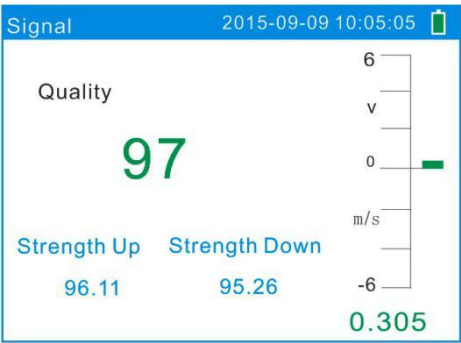 Signal 2015-09-09 10:05:05
6
Quality
v
97
0
m/s
Strength Up Strength Down
96.11 95.26
-6
0.305